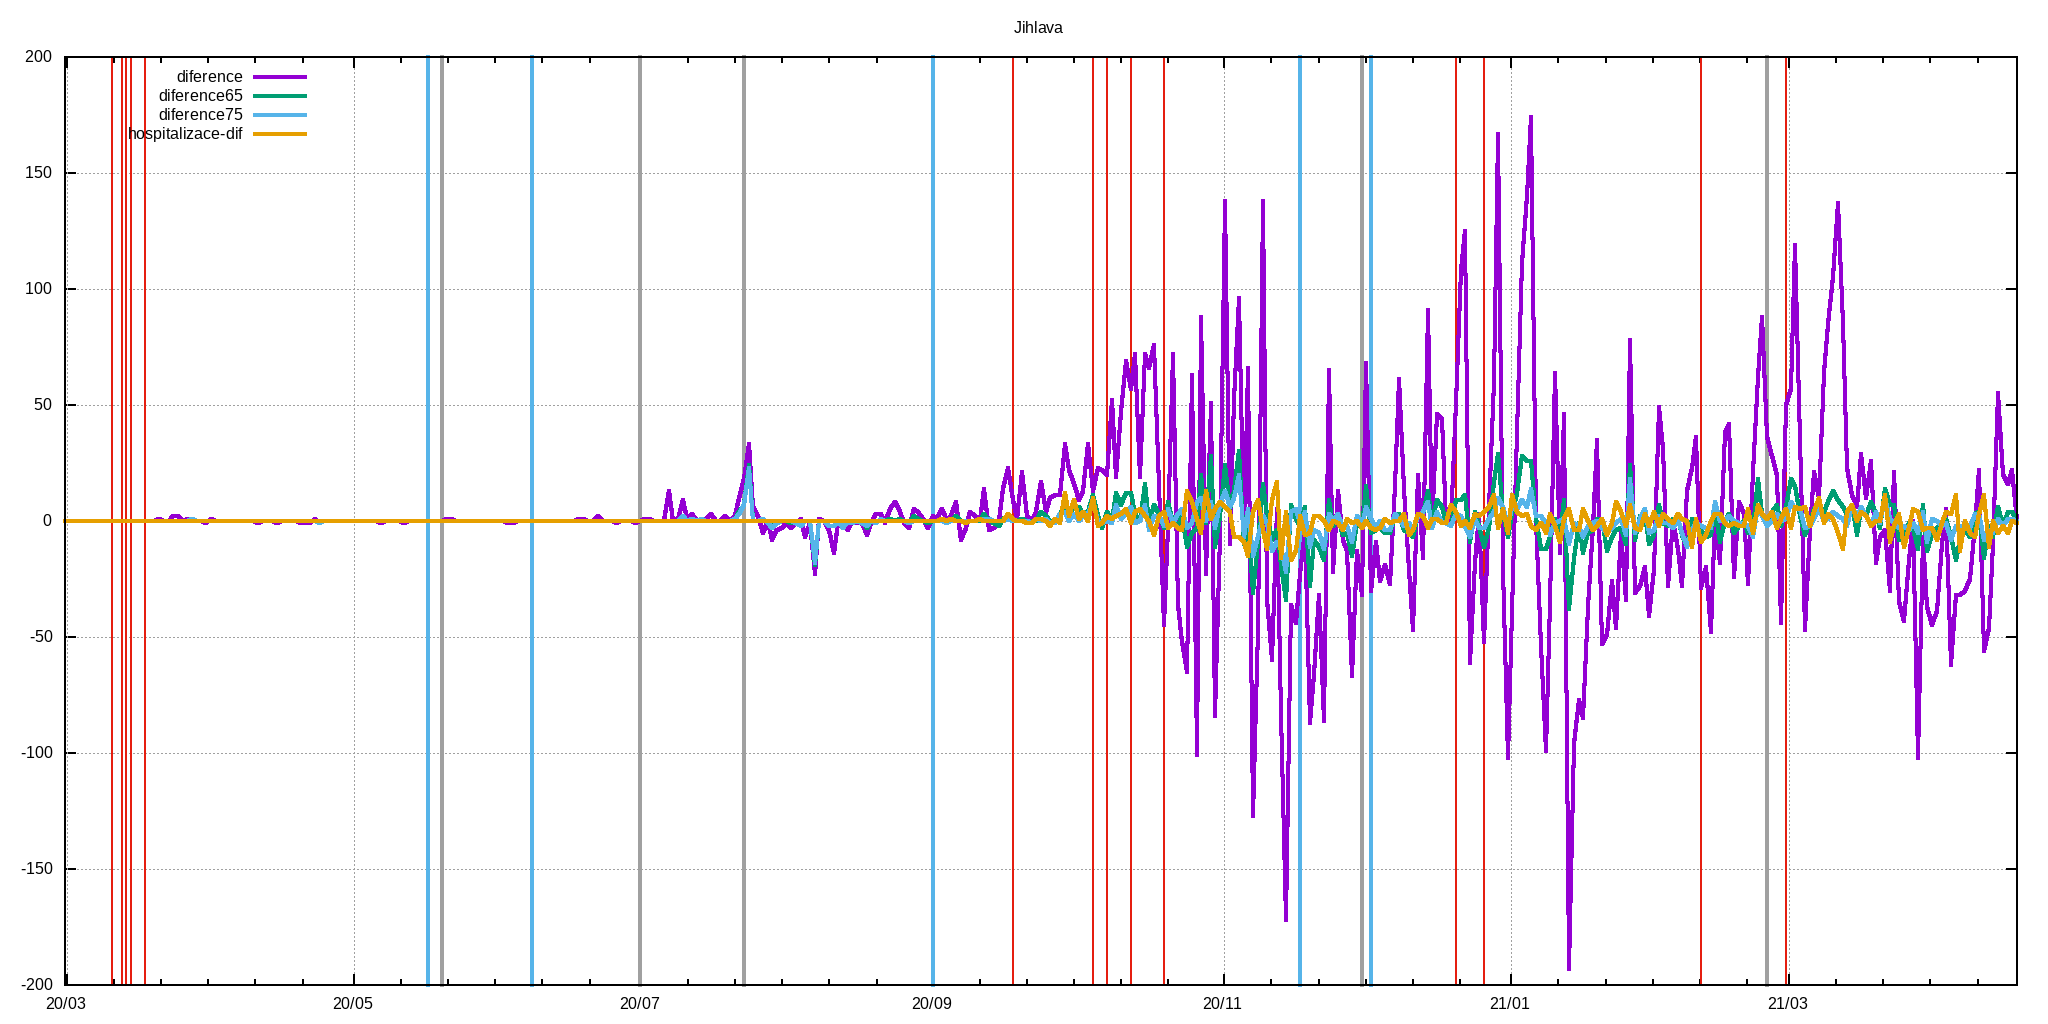 Jihlava
200
150
100
50
0
-50
-100
-150
-200
diference
diference65
diference75
hospitalizace-dif
20/03 20/05 20/07 20/09 20/11 21/01 21/03